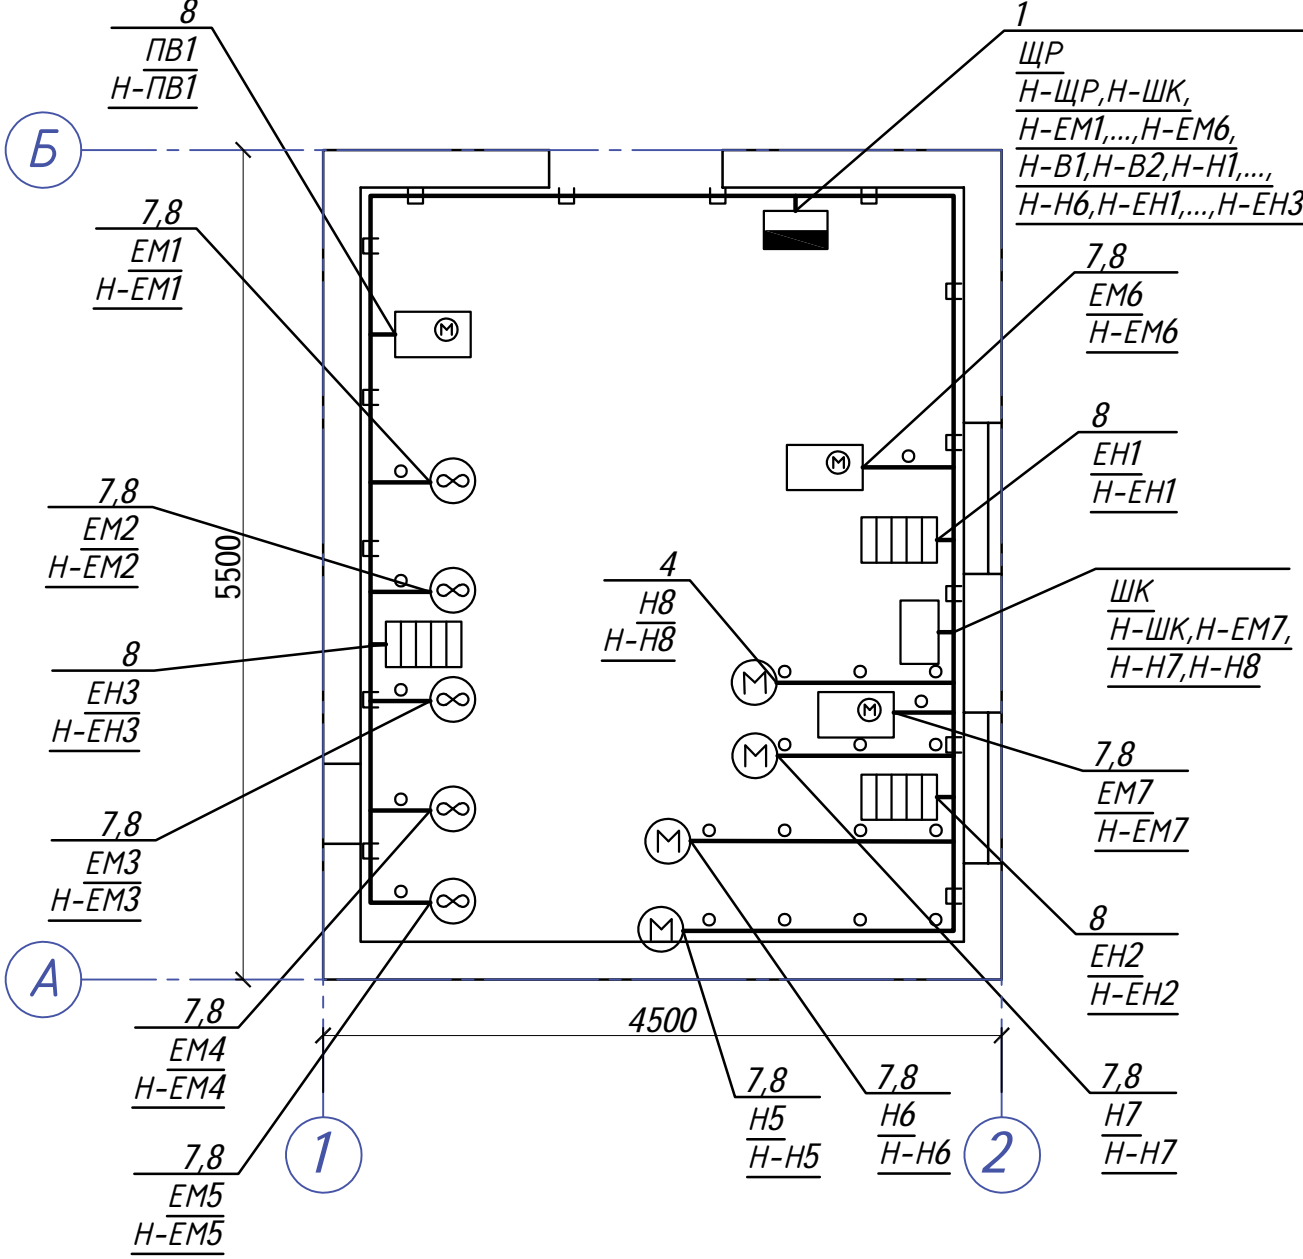 8
ПВ1
Н-ПВ1
1
ЩР
Н-ЩР,Н-ШК,
Н-ЕМ1,...,Н-ЕМ6,
Н-В1,Н-В2,Н-Н1,...,
Н-Н6,Н-ЕН1,...,Н-ЕН3
Б
7,8
ЕМ1
Н-ЕМ1
7,8
ЕМ6
Н-ЕМ6
М
М
8
ЕН1
Н-ЕН1
7,8
ЕМ2
Н-ЕМ2
5500
4
Н8
Н-Н8
ШК
Н-ШК,Н-ЕМ7,
Н-Н7,Н-Н8
8
ЕН3
Н-ЕН3
М
М
М
7,8
ЕМ7
Н-ЕМ7
7,8
ЕМ3
Н-ЕМ3
М
М
8
ЕН2
Н-ЕН2
А
7,8
ЕМ4
Н-ЕМ4
4500
7,8
Н5
Н-Н5
7,8
Н6
Н-Н6
7,8
Н7
Н-Н7
1
2
7,8
ЕМ5
Н-ЕМ5